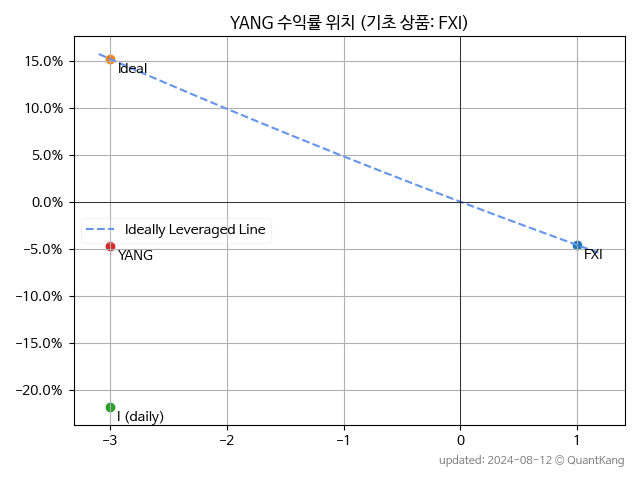 YANG 수익률 위치 (기초 상품: FXI)
15.0%
Ideal
10.0%
5.0%
0.0%
Ideally Leveraged Line
−5.0%
YANG
FXI
−10.0%
−15.0%
−20.0%
I (daily)
−3
−2
−1
0
1
updated: 2024-08-12 © QuantKang